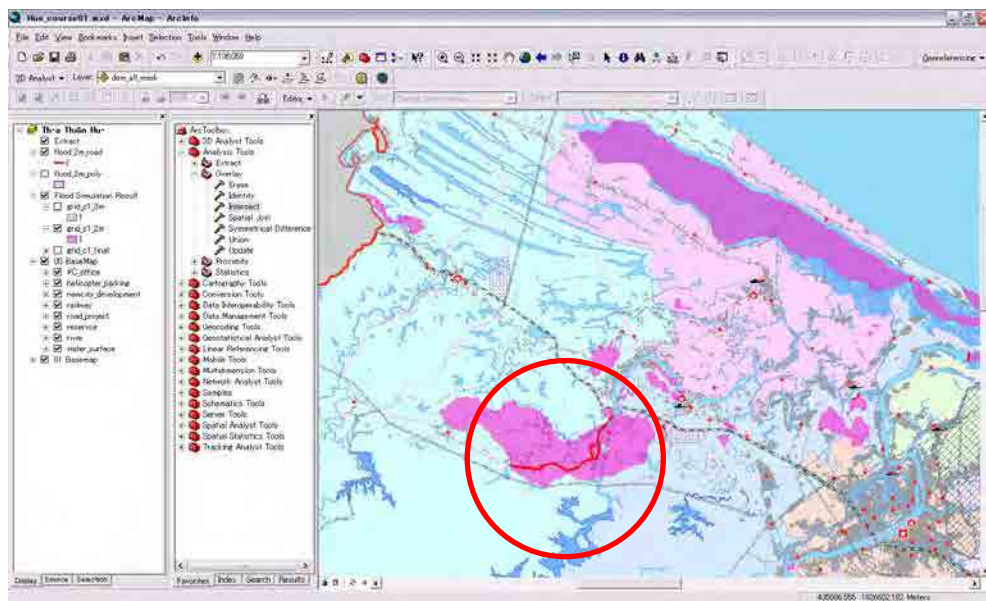 Hue_course01.mxd - ArcMap - ArcInfo
File Edit View Bookmarks Insert Selection Tools Window Help
Georeferencing
3D Analyst Layer: dem_all_mask
Editor
Extract
flood_2m_road
flood_2m_poly
Flood Simulation Result
grid_c1_3m
1
grid_c1_2m
1
grid_c1_final
05 BaseMap
PC_office
helicopter_parking
newcity_development
railway
road_project
reservoir
river
water_surface
01 Basemap
Display Source Selection
ArcToolbox
3D Analyst Tools
Analysis Tools
Extract
Overlay
Erase
Identity
Intersect
Spatial Join
Symmetrical Difference
Union
Update
Proximity
Statistics
Cartography Tools
Conversion Tools
Data Interoperability Tools
Data Management Tools
Geocoding Tools
Geostatistical Analyst Tools
Linear Referencing Tools
Mobile Tools
Multidimension Tools
Network Analyst Tools
Samples
Schematics Tools
Server Tools
Spatial Analyst Tools
Spatial Statistics Tools
Tracking Analyst Tools
Favorites Index Search Results
Meters